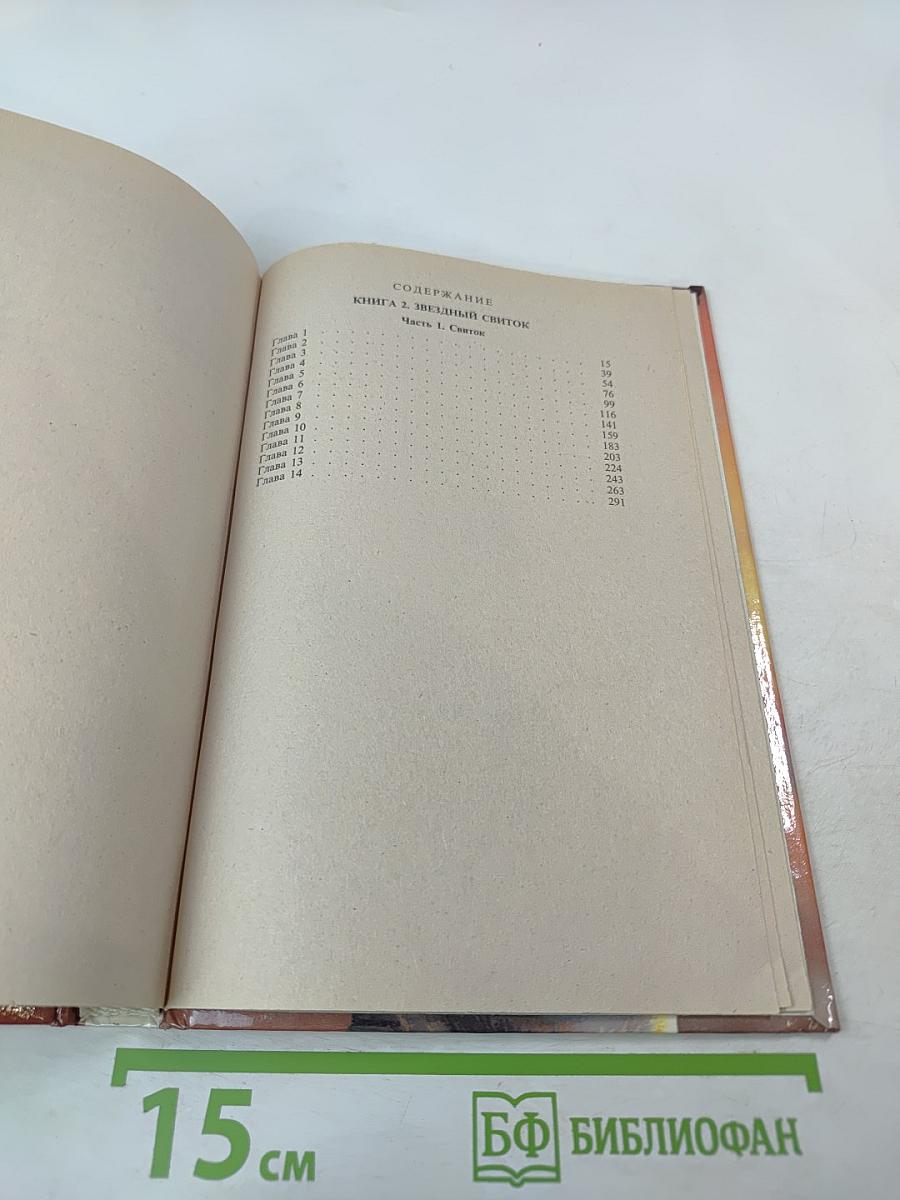 СОДЕРЖАНИЕ
КНИГА 2. ЗВЕЗДНЫЙ СВИТОК
Часть 1. Свиток
Глава 1 . . . . . . . . . . 15
Глава 2 . . . . . . . . . . 39
Глава 3 . . . . . . . . . . 54
Глава 4 . . . . . . . . . . 76
Глава 5 . . . . . . . . . . 99
Глава 6 . . . . . . . . . . 116
Глава 7 . . . . . . . . . . 141
Глава 8 . . . . . . . . . . 159
Глава 9 . . . . . . . . . . 183
Глава 10 . . . . . . . . . . 203
Глава 11 . . . . . . . . . . 224
Глава 12 . . . . . . . . . . 243
Глава 13 . . . . . . . . . . 263
Глава 14 . . . . . . . . . . 291
15 см
БФ БИБЛИОФАН